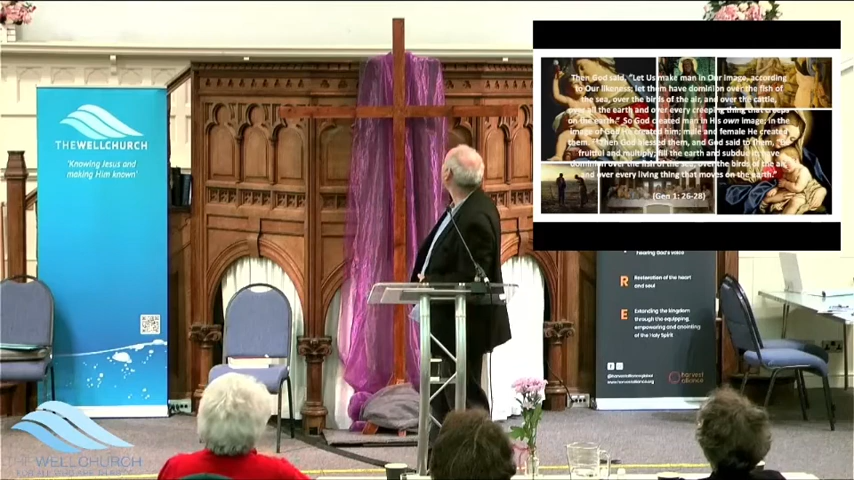 THEWELLCHURCH
'Knowing Jesus and
making Him known'
Then God said, "Let Us make man in Our image, according
to Our likeness; let them have dominion over the fish of
the sea, over the birds of the air, and over the cattle,
over all the earth and over every creeping thing that creeps
on the earth." So God created man in His own image; in the
image of God He created him; male and female He created
them. Then God blessed them, and God said to them, "Be
fruitful and multiply; fill the earth and subdue it; have
dominion over the fish of the sea, over the birds of the air,
and over every living thing that moves on the earth."
(Gen 1: 26-28)
hearing God's voice
R
Restoration of the heart
and soul
E
Extending the kingdom
through the equipping,
empowering and anointing
of the Holy Spirit
harvest
alliance
THE WELLCHURCH